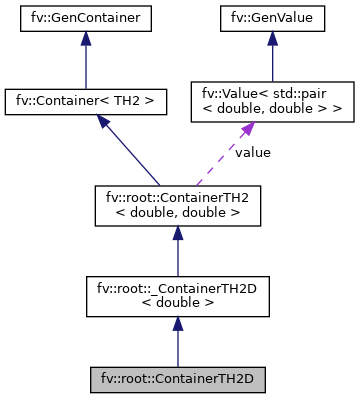 fv::GenContainer
fv::GenValue
fv::Container< TH2 >
fv::Value< std::pair
< double, double > >
value
fv::root::ContainerTH2
< double, double >
fv::root::_ContainerTH2D
< double >
fv::root::ContainerTH2D